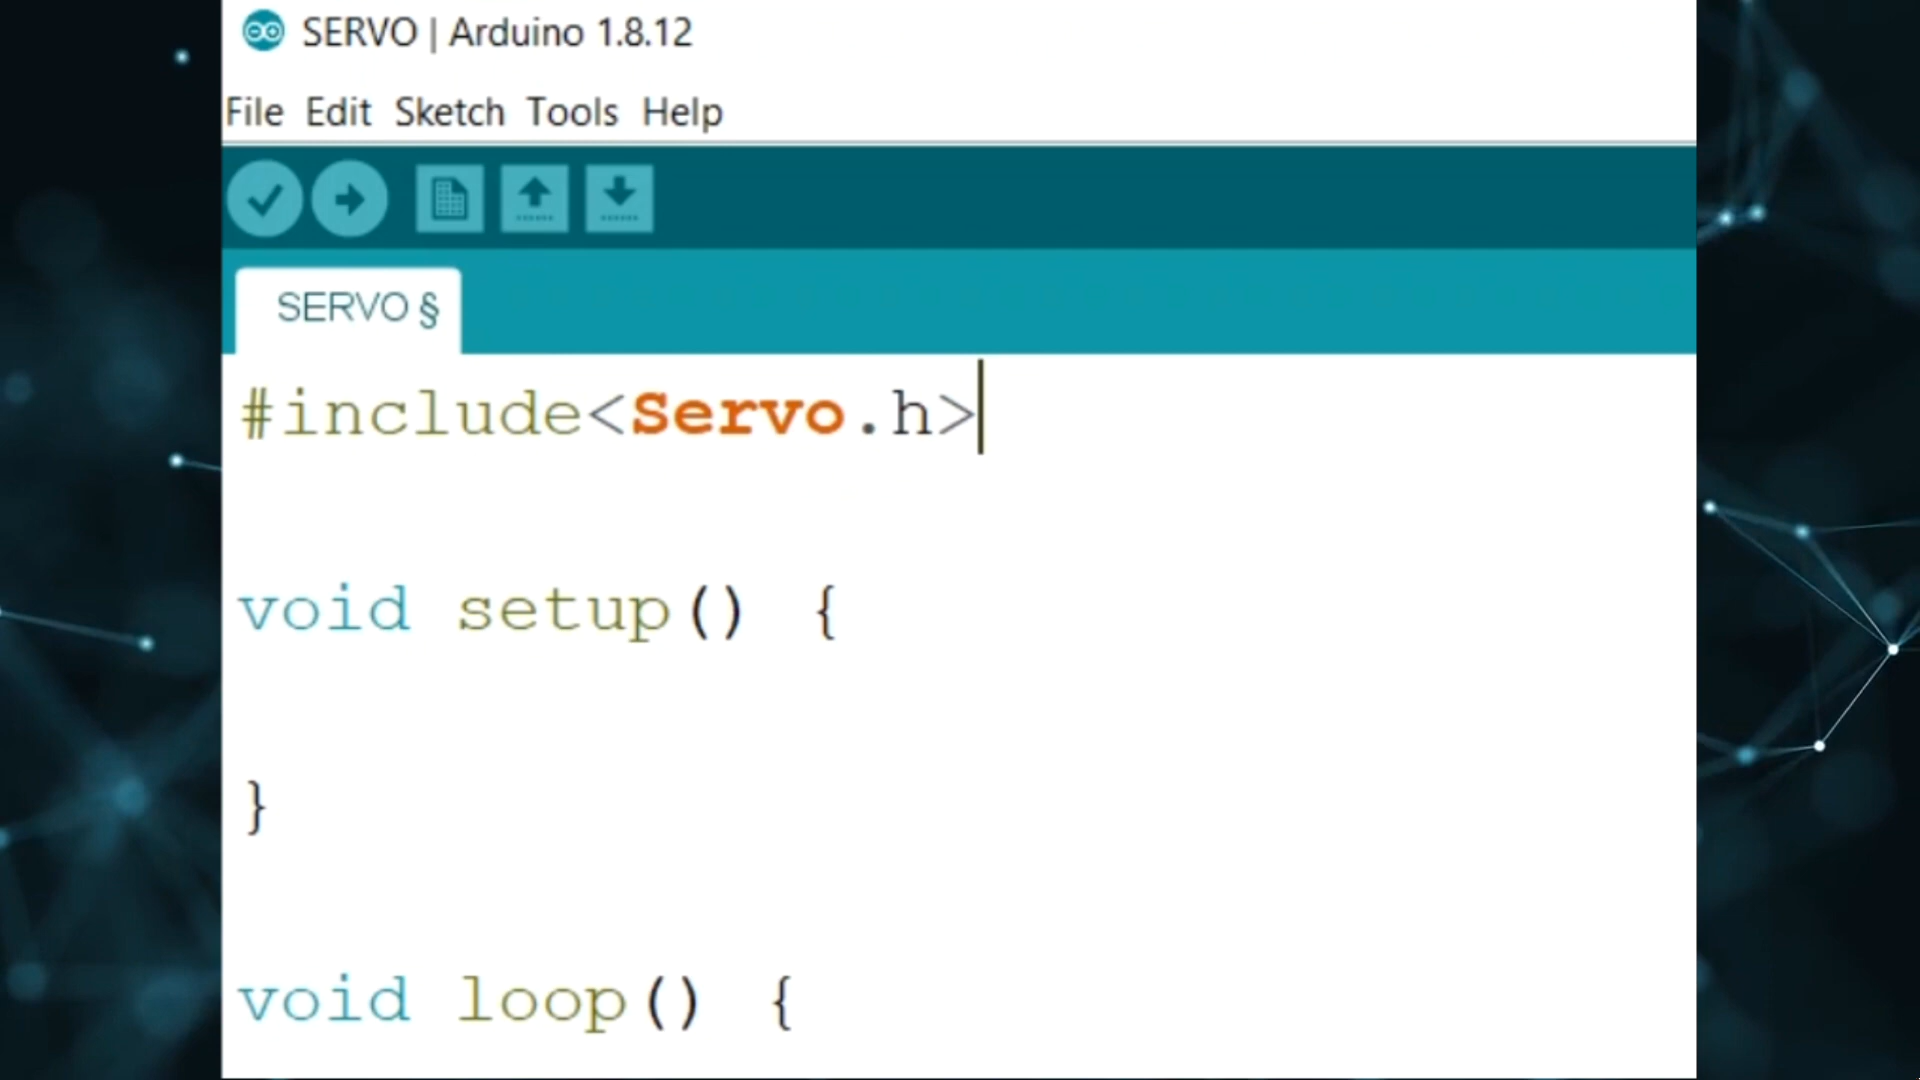 SERVO | Arduino 1.8.12
File Edit Sketch Tools Help
SERVO §
#include<Servo.h>
void setup() {
}
void loop() {